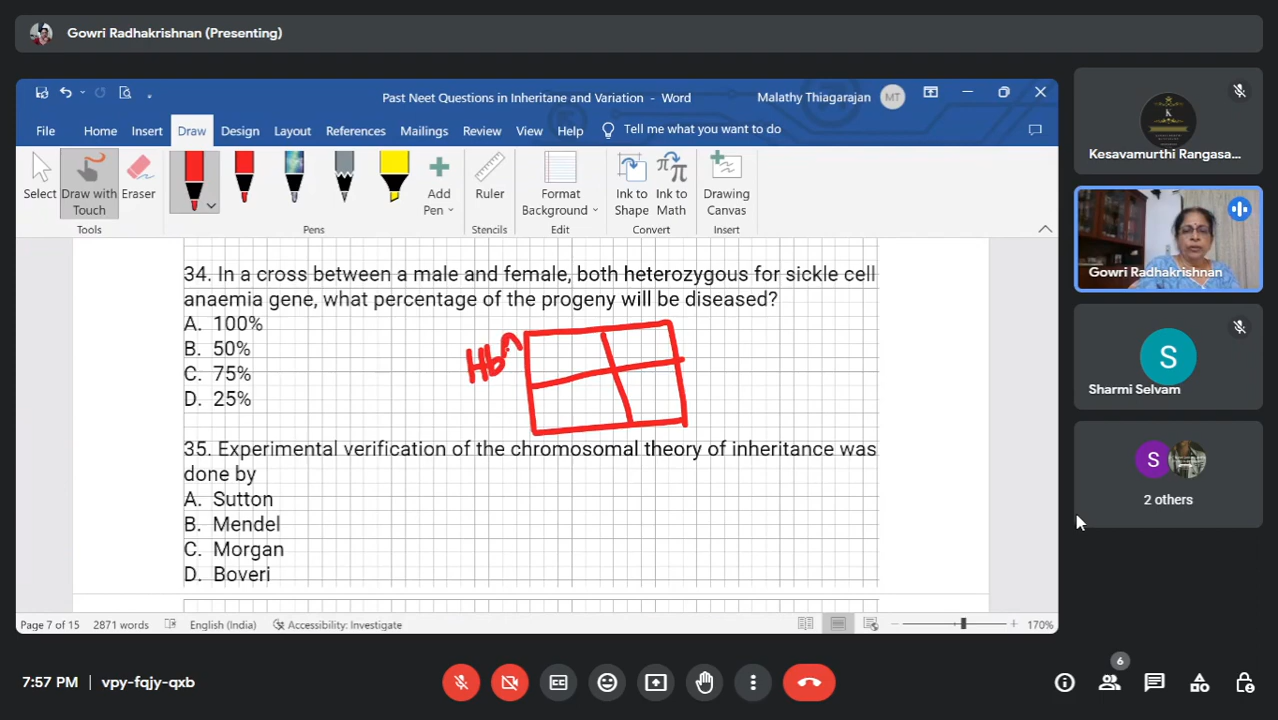 Gowri Radhakrishnan (Presenting)
Past Neet Questions in Inheritane and Variation - Word
Malathy Thiagarajan
MT
File Home Insert Draw Design Layout References Mailings Review View Help Tell me what you want to do
Select
Draw with Touch
Eraser
Add Pen
Ruler
Format Background
Ink to Shape
Ink to Math
Drawing Canvas
Tools Pens Stencils Edit Convert Insert
34. In a cross between a male and female, both heterozygous for sickle cell
anaemia gene, what percentage of the progeny will be diseased?
A. 100%
B. 50%
C. 75%
D. 25%
Hb
35. Experimental verification of the chromosomal theory of inheritance was
done by
A. Sutton
B. Mendel
C. Morgan
D. Boveri
Page 7 of 15 2871 words English (India) Accessibility: Investigate 170%
K
Kesavamurthi Rangasa...
Gowri Radhakrishnan
S
Sharmi Selvam
S
2 others
7:57 PM | vpy-fqjy-qxb
6